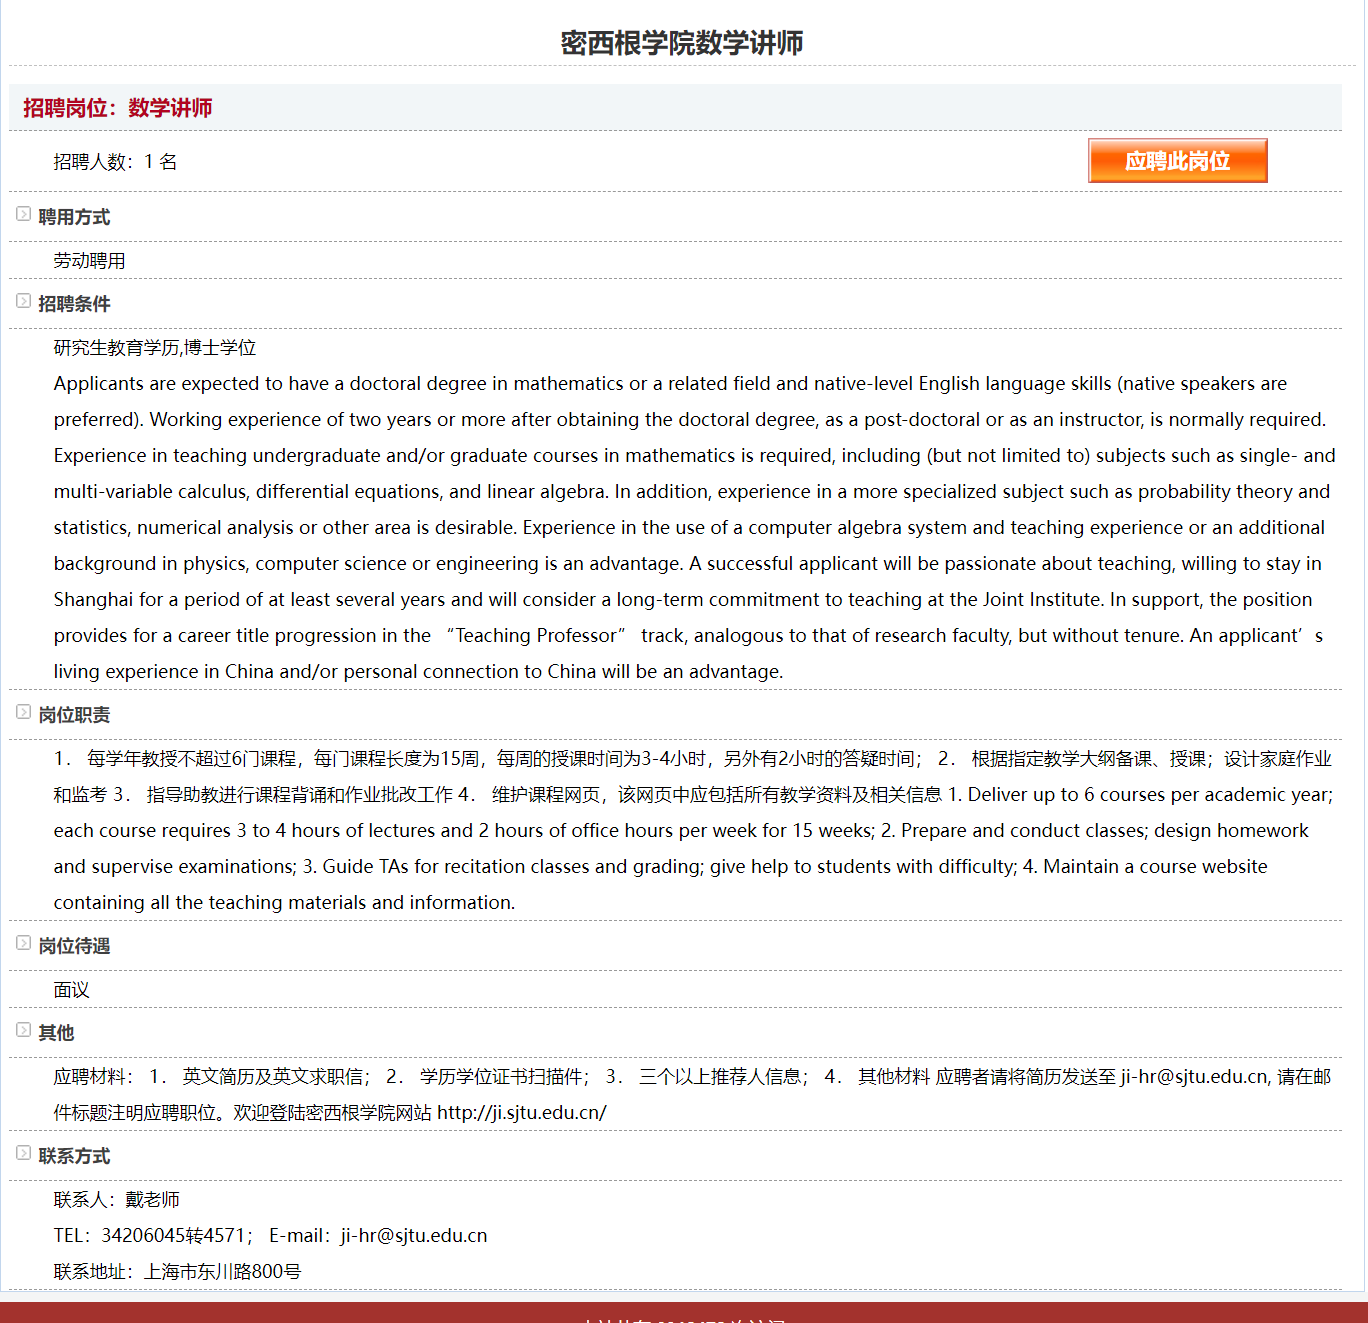 密西根学院数学讲师
招聘岗位：数学讲师
招聘人数：1 名
应聘此岗位
聘用方式
劳动聘用
招聘条件
研究生教育学历,博士学位
Applicants are expected to have a doctoral degree in mathematics or a related field and native-level English language skills (native speakers are
preferred). Working experience of two years or more after obtaining the doctoral degree, as a post-doctoral or as an instructor, is normally required.
Experience in teaching undergraduate and/or graduate courses in mathematics is required, including (but not limited to) subjects such as single- and
multi-variable calculus, differential equations, and linear algebra. In addition, experience in a more specialized subject such as probability theory and
statistics, numerical analysis or other area is desirable. Experience in the use of a computer algebra system and teaching experience or an additional
background in physics, computer science or engineering is an advantage. A successful applicant will be passionate about teaching, willing to stay in
Shanghai for a period of at least several years and will consider a long-term commitment to teaching at the Joint Institute. In support, the position
provides for a career title progression in the “Teaching Professor” track, analogous to that of research faculty, but without tenure. An applicant’s
living experience in China and/or personal connection to China will be an advantage.
岗位职责
1． 每学年教授不超过6门课程，每门课程长度为15周，每周的授课时间为3-4小时，另外有2小时的答疑时间； 2． 根据指定教学大纲备课、授课；设计家庭作业
和监考 3． 指导助教进行课程背诵和作业批改工作 4． 维护课程网页，该网页中应包括所有教学资料及相关信息 1. Deliver up to 6 courses per academic year;
each course requires 3 to 4 hours of lectures and 2 hours of office hours per week for 15 weeks; 2. Prepare and conduct classes; design homework
and supervise examinations; 3. Guide TAs for recitation classes and grading; give help to students with difficulty; 4. Maintain a course website
containing all the teaching materials and information.
岗位待遇
面议
其他
应聘材料： 1． 英文简历及英文求职信； 2． 学历学位证书扫描件； 3． 三个以上推荐人信息； 4． 其他材料 应聘者请将简历发送至 ji-hr@sjtu.edu.cn, 请在邮
件标题注明应聘职位。欢迎登陆密西根学院网站 http://ji.sjtu.edu.cn/
联系方式
联系人：戴老师
TEL：34206045转4571； E-mail：ji-hr@sjtu.edu.cn
联系地址：上海市东川路800号